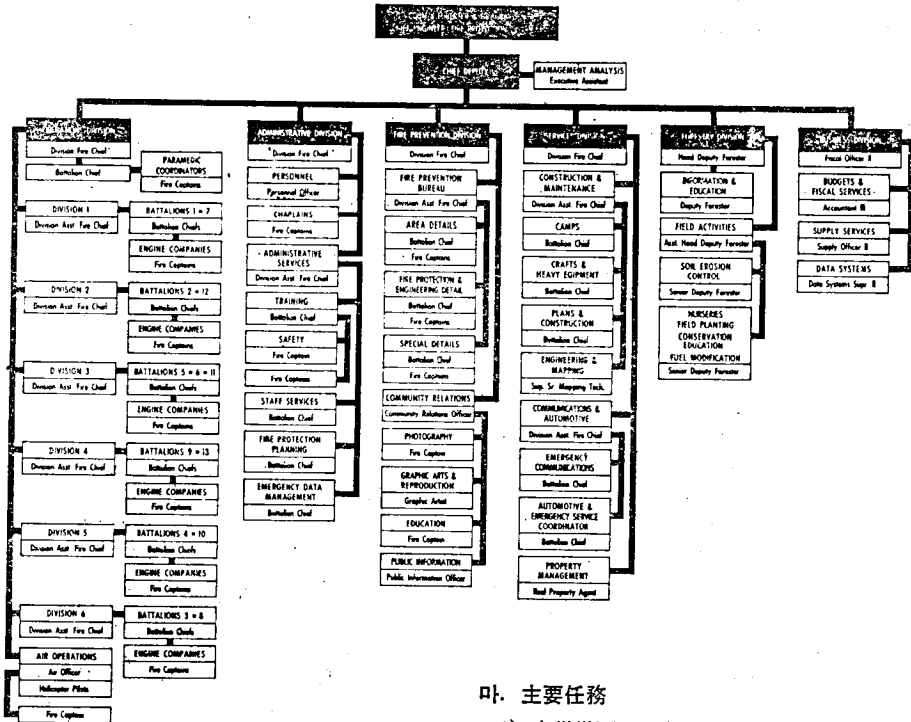 MANAGEMENT ANALYSIS
Executive Assistant
Division Fire Chief
Battalion Chief
PARAMEDIC
COORDINATORS
Fire Captains
DIVISION 1
Division Asst Fire Chief
BATTALIONS 1 • 7
Battalion Chiefs
ENGINE COMPANIES
Fire Captains
DIVISION 2
Division Asst Fire Chief
BATTALIONS 2 • 12
Battalion Chiefs
ENGINE COMPANIES
Fire Captains
DIVISION 3
Division Asst Fire Chief
BATTALIONS 5 • 6 • 11
Battalion Chiefs
ENGINE COMPANIES
Fire Captains
DIVISION 4
Division Asst Fire Chief
BATTALIONS 9 • 13
Battalion Chiefs
ENGINE COMPANIES
Fire Captains
DIVISION 5
Division Asst Fire Chief
BATTALIONS 4 • 10
Battalion Chiefs
ENGINE COMPANIES
Fire Captains
DIVISION 6
Division Asst Fire Chief
BATTALIONS 3 • 8
Battalion Chiefs
ENGINE COMPANIES
Fire Captains
AIR OPERATIONS
Air Officer
Helicopter Pilots
Fire Captain
ADMINISTRATIVE DIVISION
Division Fire Chief
PERSONNEL
Personnel Officer
CHAPLAINS
Fire Captains
ADMINISTRATIVE
SERVICES
Division Asst Fire Chief
TRAINING
Battalion Chief
SAFETY
Fire Captain
Fire Captains
STAFF SERVICES
Battalion Chief
FIRE PROTECTION
PLANNING
Battalion Chief
EMERGENCY DATA
MANAGEMENT
Battalion Chief
FIRE PREVENTION DIVISION
Division Fire Chief
FIRE PREVENTION
BUREAU
Division Asst Fire Chief
AREA DETAILS
Battalion Chief
Fire Captains
FIRE PROTECTION &
ENGINEERING DETAIL
Battalion Chief
Fire Captains
SPECIAL DETAILS
Battalion Chief
Fire Captains
COMMUNITY RELATIONS
Community Relations Officer
PHOTOGRAPHY
Fire Captain
GRAPHIC ARTS &
REPRODUCTION
Graphic Artist
EDUCATION
Fire Captain
PUBLIC INFORMATION
Public Information Officer
SERVICE DIVISION
Division Fire Chief
CONSTRUCTION &
MAINTENANCE
Division Asst Fire Chief
CAMPS
Battalion Chief
CRAFTS &
HEAVY EQIPMENT
Battalion Chief
PLANS &
CONSTRUCTION
Battalion Chief
ENGINEERING &
MAPPING
Sup. Sr Mapping Tech.
COMMUNICATIONS &
AUTOMOTIVE
Division Asst Fire Chief
EMERGENCY
COMMUNICATIONS
Battalion Chief
AUTOMOTIVE &
EMERGENCY SERVICE
COORDINATOR
Battalion Chief
PROPERTY
MANAGEMENT
Real Property Agent
FORESTRY DIVISION
Head Deputy Forester
INFORMATION &
EDUCATION
Deputy Forester
FIELD ACTIVITIES
Asst. Head Deputy Forester
SOIL EROSION
CONTROL
Senior Deputy Forester
NURSERIES
FIELD PLANTING
CONSERVATION
EDUCATION
FUEL MODIFICATION
Senior Deputy Forester
Fiscal Officer II
BUDGETS &
FISCAL SERVICES
Accountant III
SUPPLY SERVICES
Supply Officer II
DATA SYSTEMS
Data Systems Supr II
마. 主要任務